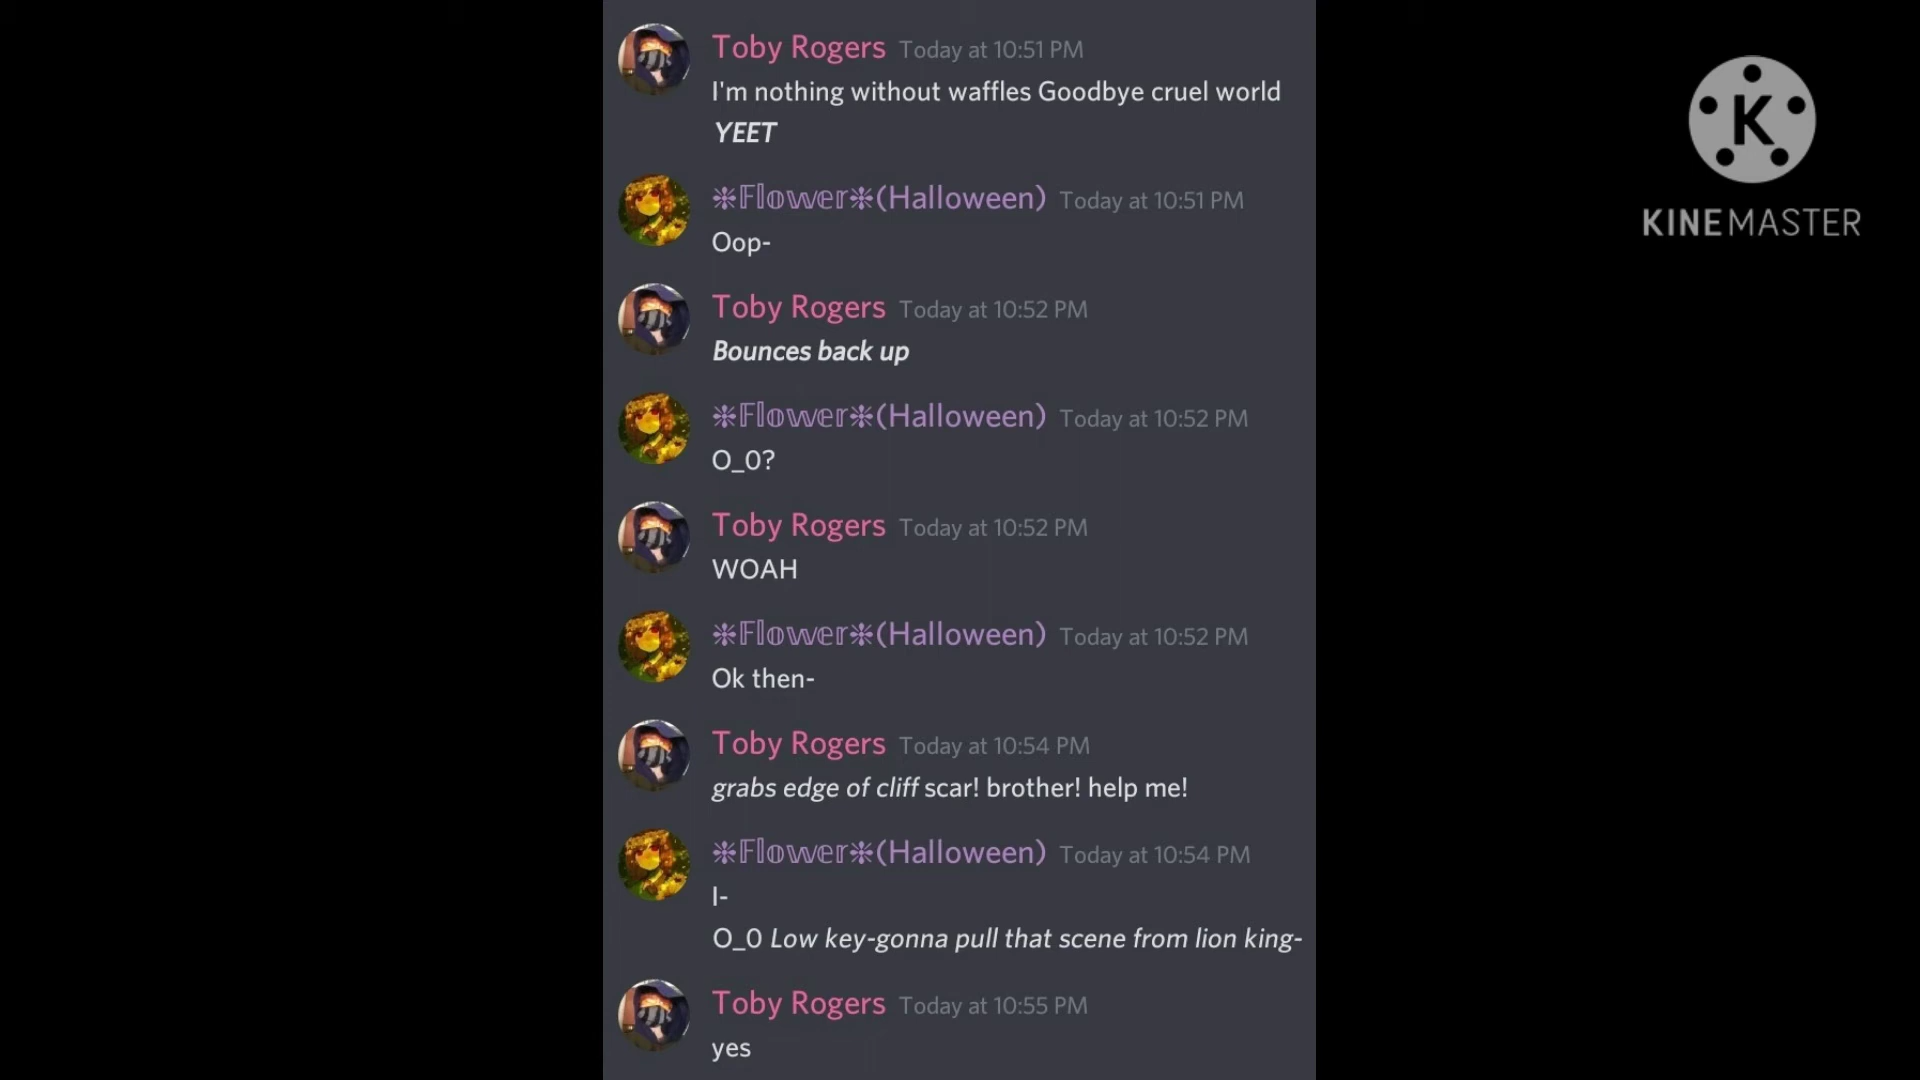 Toby Rogers Today at 10:51 PM
I'm nothing without waffles Goodbye cruel world
YEET
❉𝔽𝕝𝕠𝕨𝕖𝕣❉(Halloween) Today at 10:51 PM
Oop-
Toby Rogers Today at 10:52 PM
Bounces back up
❉𝔽𝕝𝕠𝕨𝕖𝕣❉(Halloween) Today at 10:52 PM
O_0?
Toby Rogers Today at 10:52 PM
WOAH
❉𝔽𝕝𝕠𝕨𝕖𝕣❉(Halloween) Today at 10:52 PM
Ok then-
Toby Rogers Today at 10:54 PM
grabs edge of cliff scar! brother! help me!
❉𝔽𝕝𝕠𝕨𝕖𝕣❉(Halloween) Today at 10:54 PM
I-
O_0 Low key-gonna pull that scene from lion king-
Toby Rogers Today at 10:55 PM
yes
K
KINEMASTER